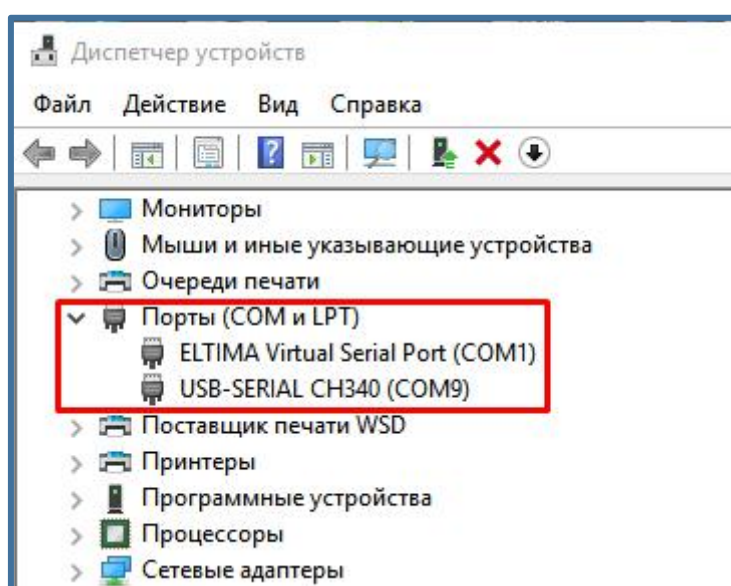 Диспетчер устройств
Файл Действие Вид Справка
Мониторы
Мыши и иные указывающие устройства
Очереди печати
Порты (COM и LPT)
ELTIMA Virtual Serial Port (COM1)
USB-SERIAL CH340 (COM9)
Поставщик печати WSD
Принтеры
Программные устройства
Процессоры
Сетевые адаптеры